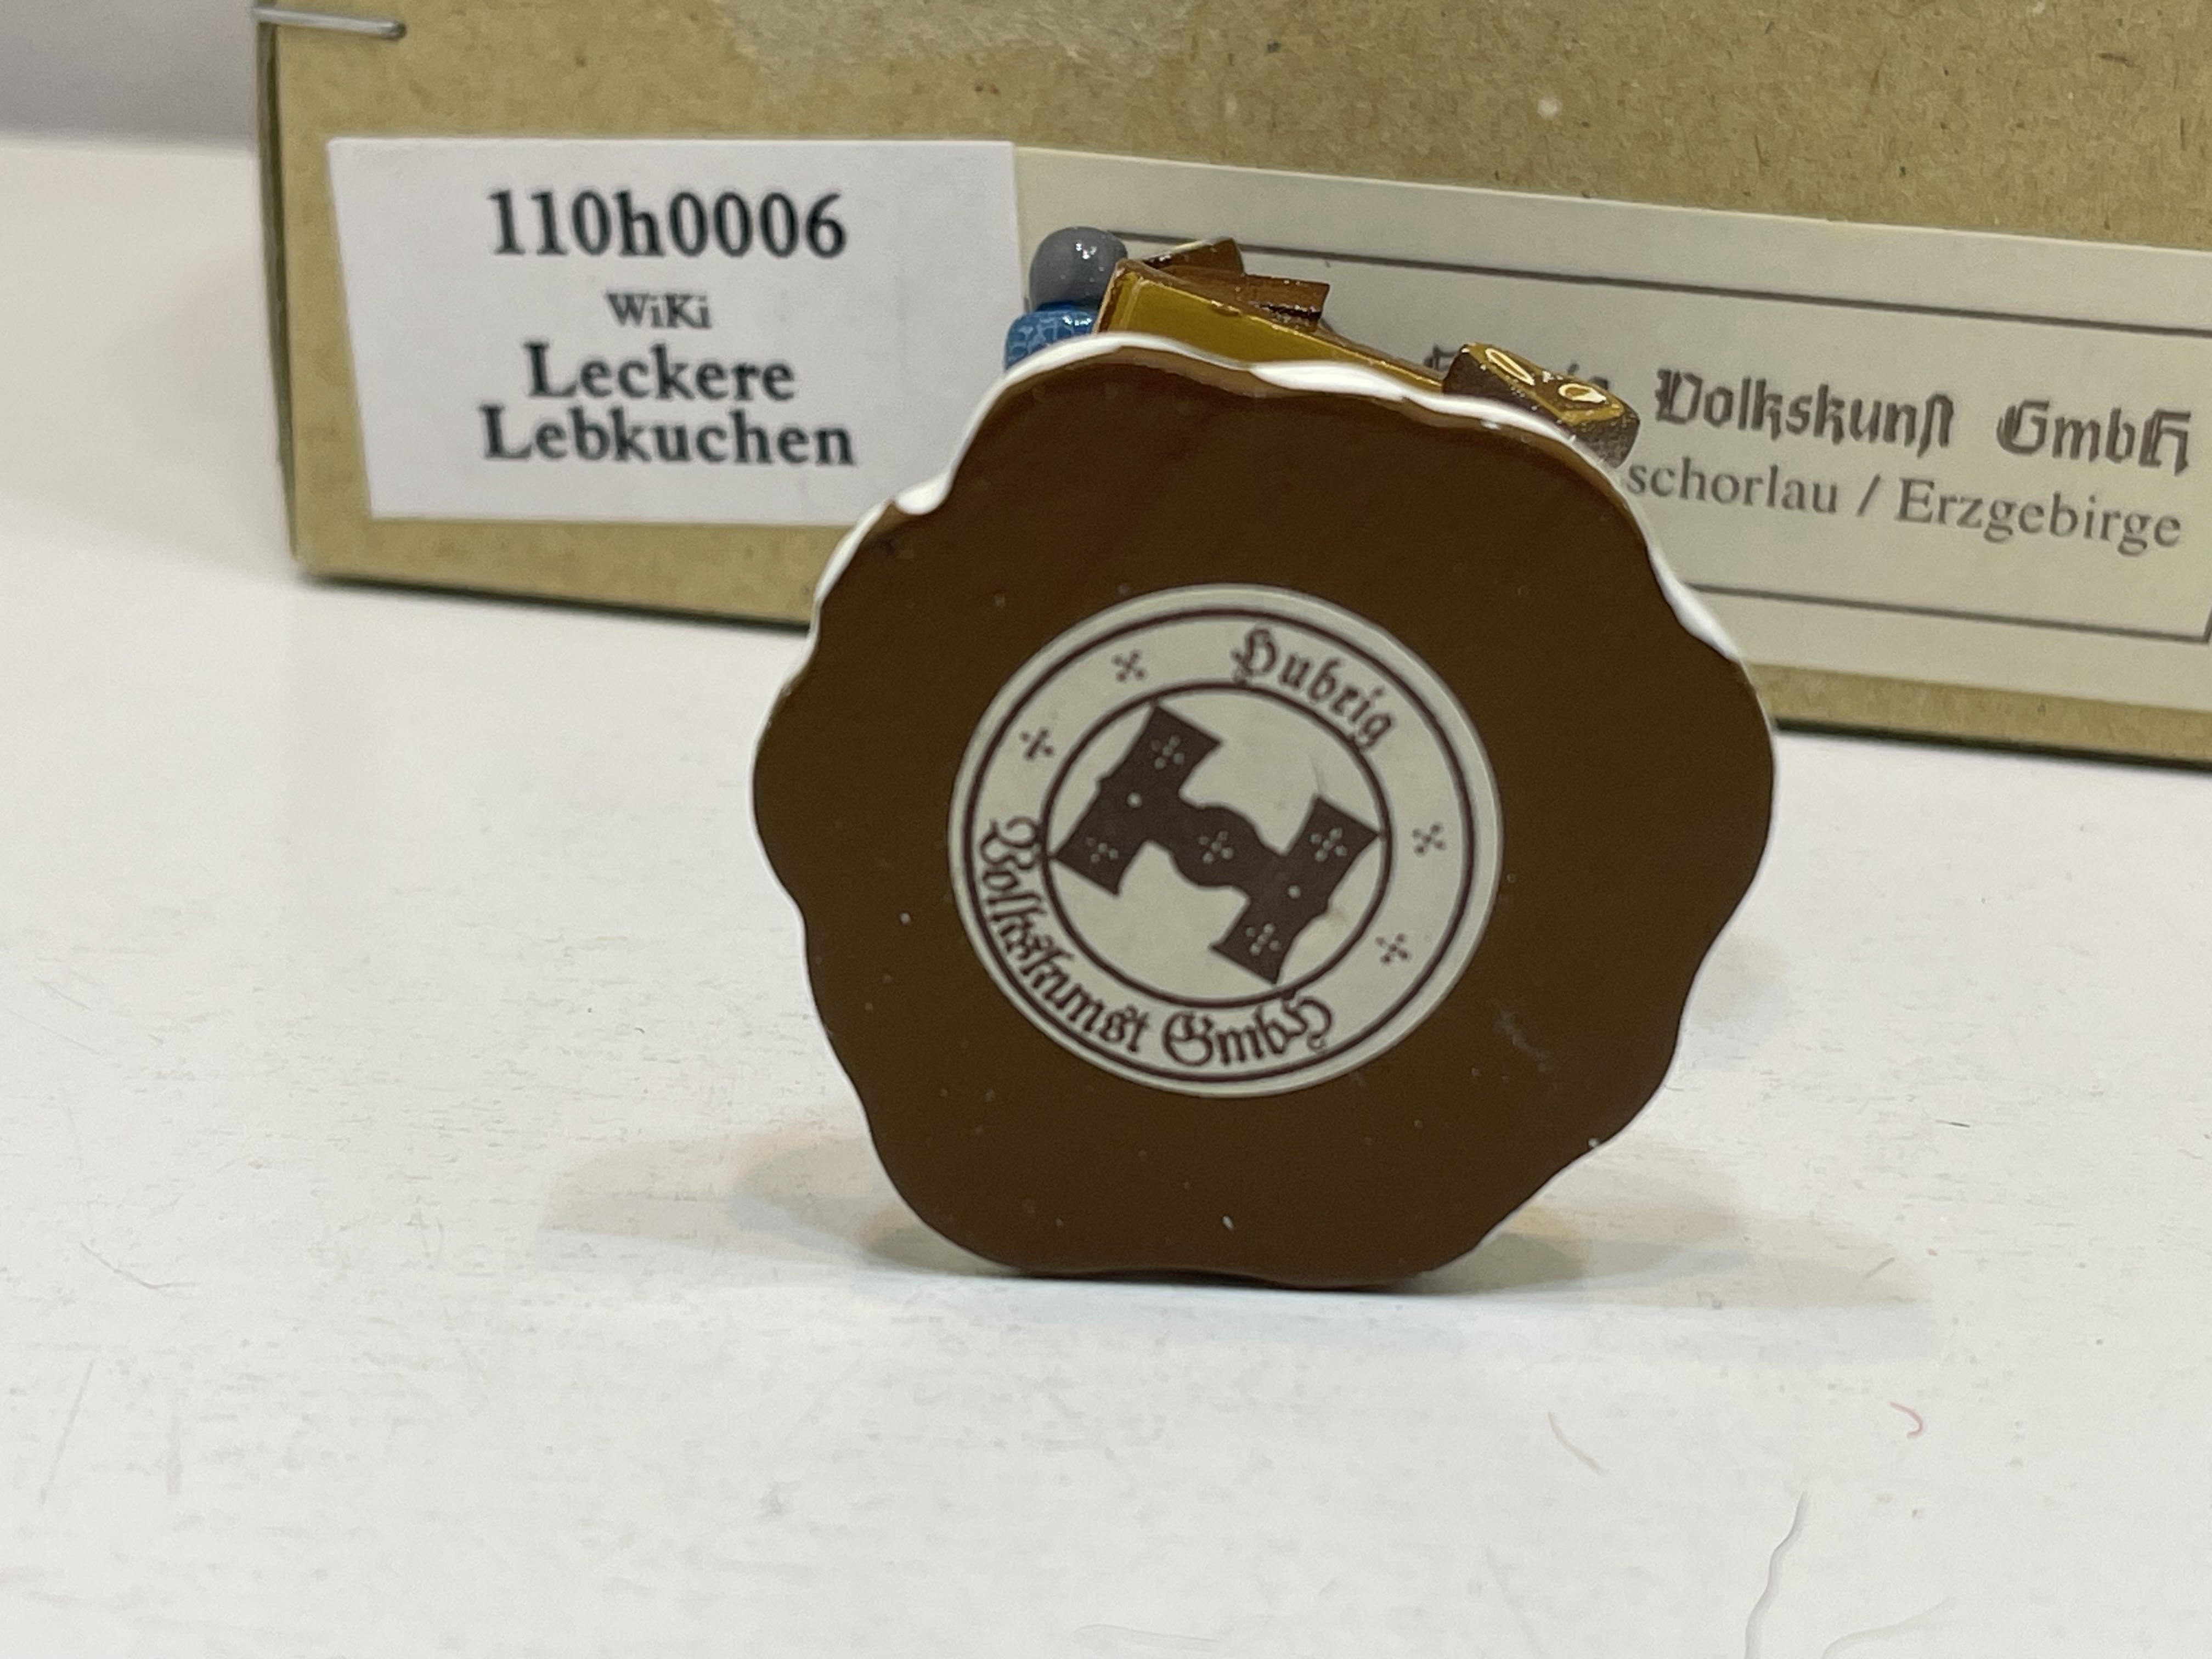 110h0006
WiKi
Leckere
Lebkuchen
Volkskunst GmbH
schorlau / Erzgebirge
Hubrig
Volkskunst GmbH